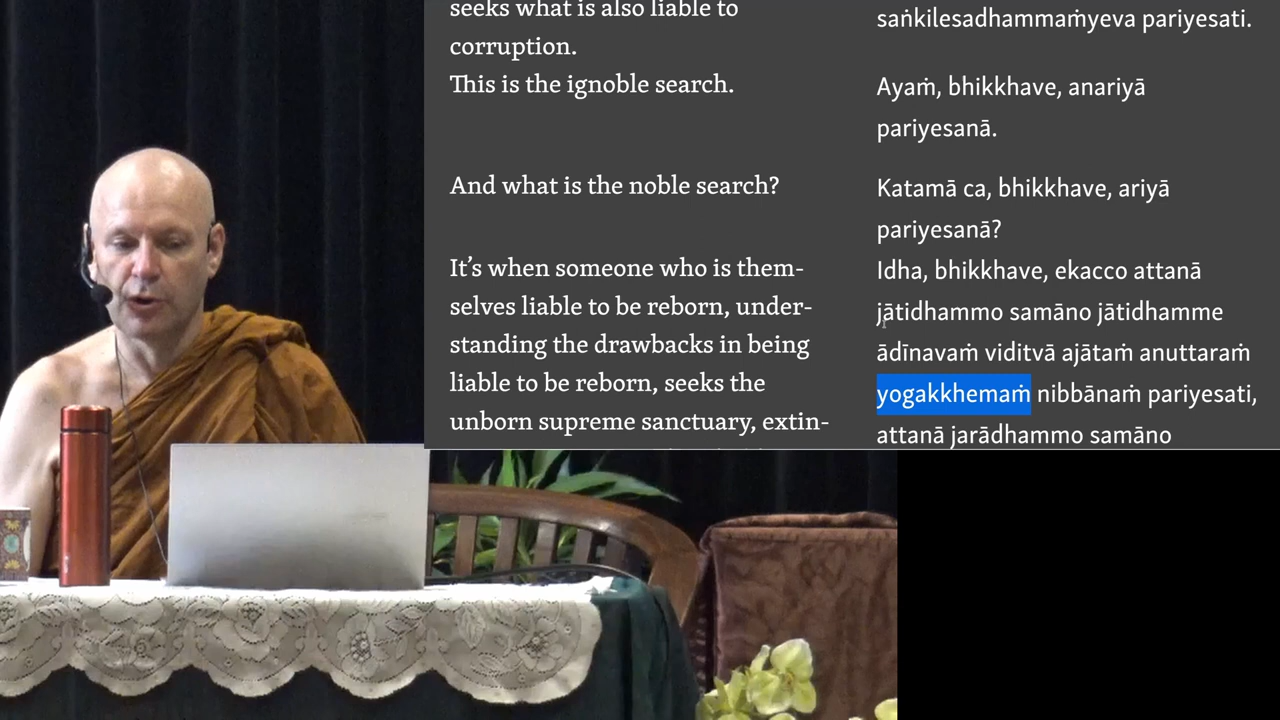 seeks what is also liable to
corruption.
This is the ignoble search.
And what is the noble search?
It’s when someone who is them-
selves liable to be reborn, under-
standing the drawbacks in being
liable to be reborn, seeks the
unborn supreme sanctuary, extin-
saṅkilesadhammaṁyeva pariyesati.
Ayaṁ, bhikkhave, anariyā
pariyesanā.
Katamā ca, bhikkhave, ariyā
pariyesanā?
Idha, bhikkhave, ekacco attanā
jātidhammo samāno jātidhamme
ādīnavaṁ viditvā ajātaṁ anuttaraṁ
yogakkhemaṁ nibbānaṁ pariyesati,
attanā jarādhammo samāno